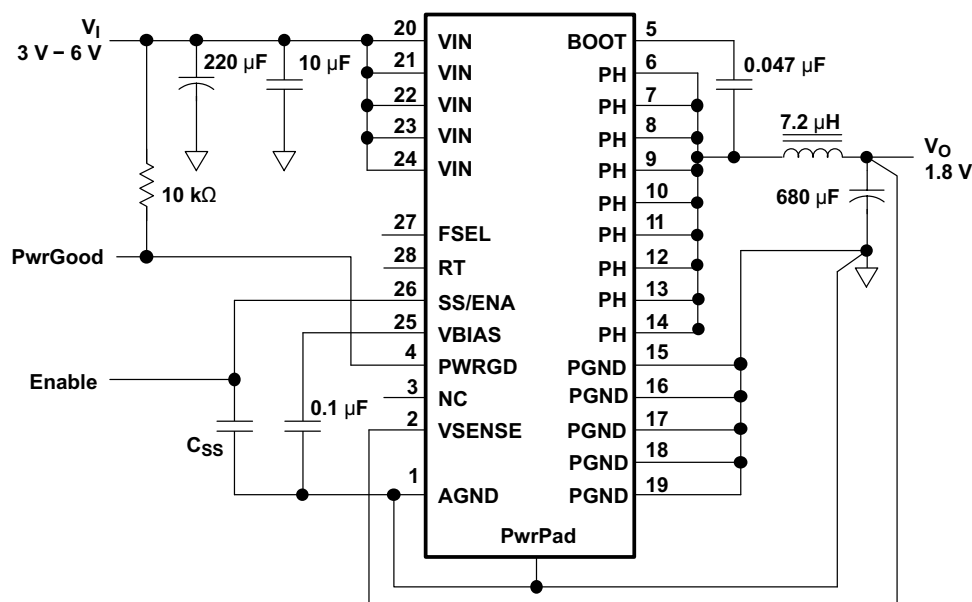 V_I
3 V − 6 V
220 µF
10 µF
10 kΩ
PwrGood
Enable
C_SS
0.1 µF
20 VIN
21 VIN
22 VIN
23 VIN
24 VIN
27 FSEL
28 RT
26 SS/ENA
25 VBIAS
4 PWRGD
3 NC
2 VSENSE
1 AGND
BOOT 5
PH 6
PH 7
PH 8
PH 9
PH 10
PH 11
PH 12
PH 13
PH 14
PGND 15
PGND 16
PGND 17
PGND 18
PGND 19
PwrPad
0.047 µF
7.2 µH
V_O
1.8 V
680 µF